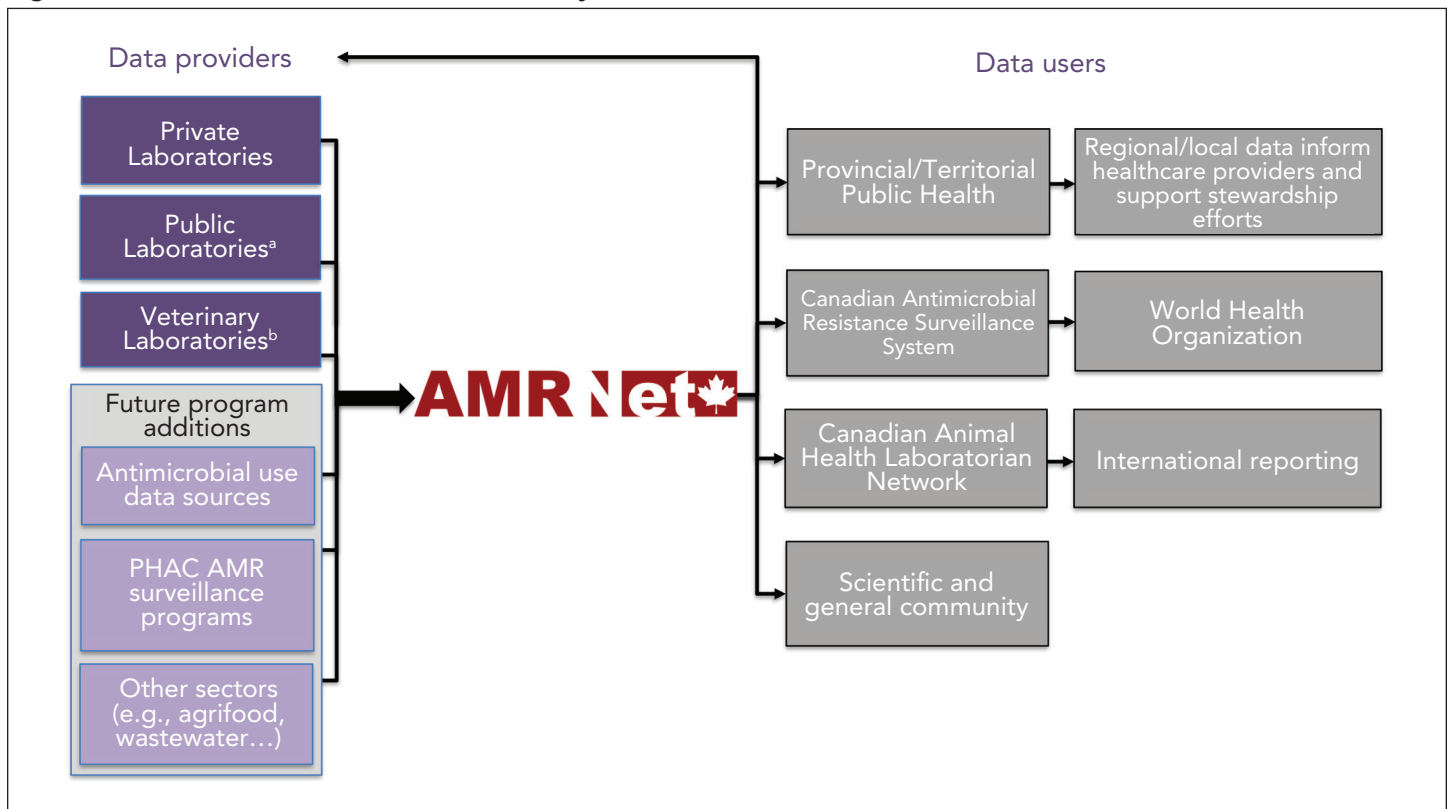 Data providers
Private
Laboratories
Public
Laboratoriesᵃ
Veterinary
Laboratoriesᵇ
Future program
additions
Antimicrobial use
data sources
PHAC AMR
surveillance
programs
Other sectors
(e.g., agrifood,
wastewater…)
AMR Net
Data users
Provincial/Territorial
Public Health
Regional/local data inform
healthcare providers and
support stewardship
efforts
Canadian Antimicrobial
Resistance Surveillance
System
World Health
Organization
Canadian Animal
Health Laboratorian
Network
International reporting
Scientific and
general community